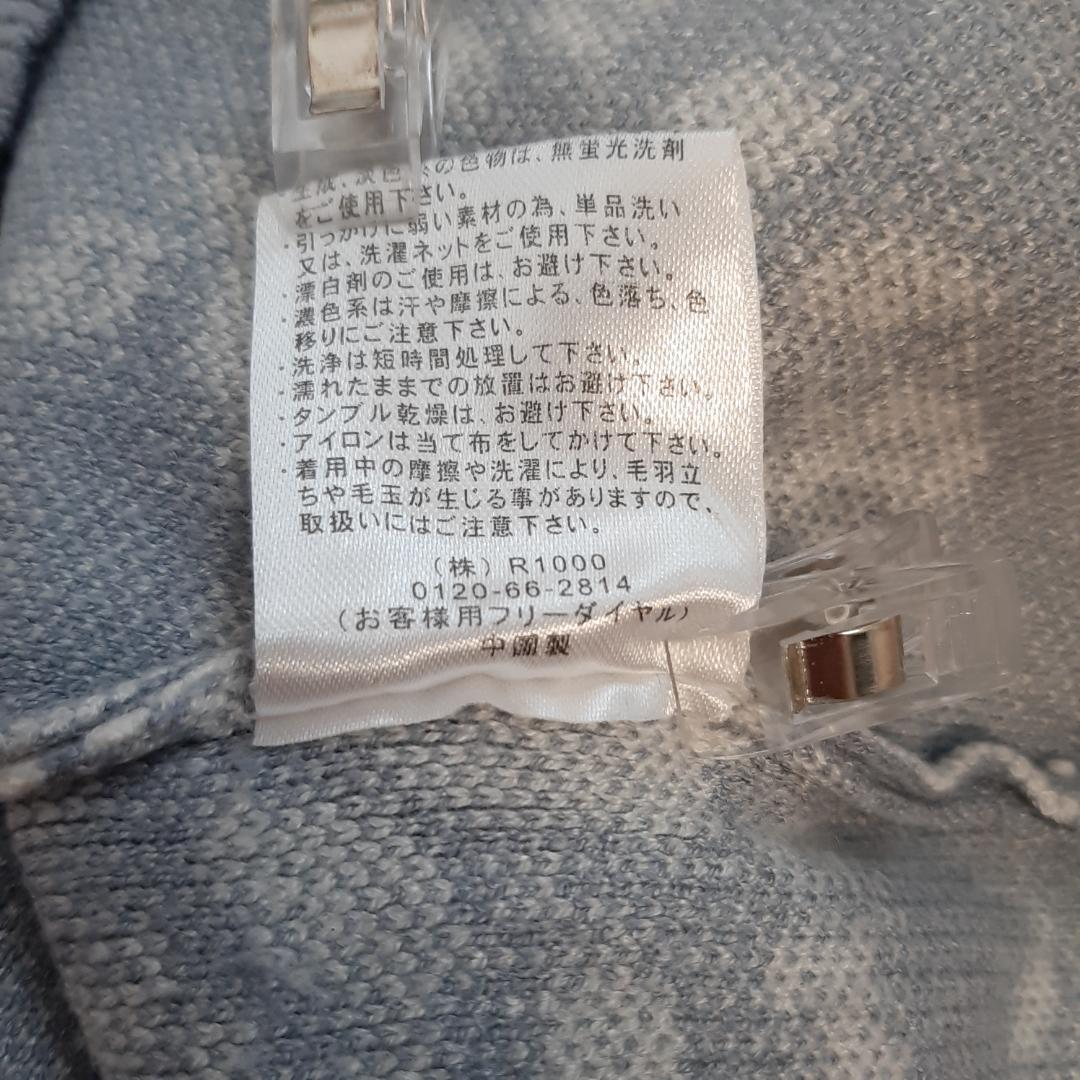 生成、淡色系の色物は、無蛍光洗剤
をご使用下さい。
・引っかけに弱い素材の為、単品洗い
又は、洗濯ネットをご使用下さい。
・漂白剤のご使用は、お避け下さい。
・濃色系は汗や摩擦による、色落ち、色
移りにご注意下さい。
・洗浄は短時間処理して下さい。
・濡れたままでの放置はお避け下さい。
・タンブル乾燥は、お避け下さい。
・アイロンは当て布をしてかけて下さい。
・着用中の摩擦や洗濯により、毛羽立
ちや毛玉が生じる事がありますので、
取扱いにはご注意下さい。
(株)R1000
0120-66-2814
(お客様用フリーダイヤル)
中国製